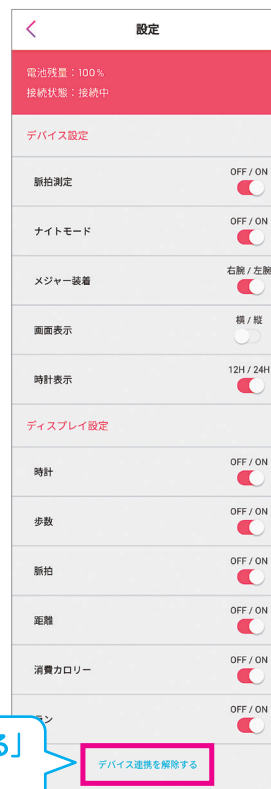 設定
電池残量：100%
接続状態：接続中
デバイス設定
脈拍測定
OFF / ON
ナイトモード
OFF / ON
メジャー装着
右腕 / 左腕
画面表示
横 / 縦
時計表示
12H / 24H
ディスプレイ設定
時計
OFF / ON
歩数
OFF / ON
脈拍
OFF / ON
距離
OFF / ON
消費カロリー
OFF / ON
ン
OFF / ON
る」
デバイス連携を解除する